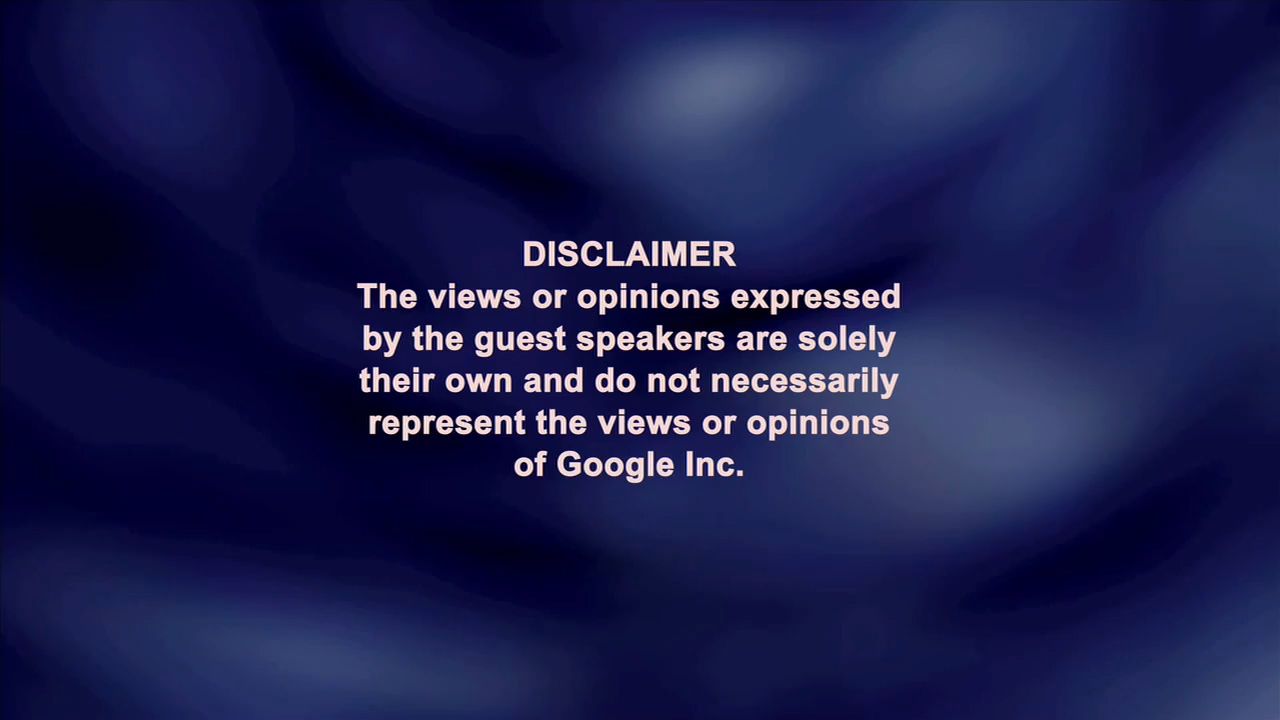 DISCLAIMER
The views or opinions expressed
by the guest speakers are solely
their own and do not necessarily
represent the views or opinions
of Google Inc.